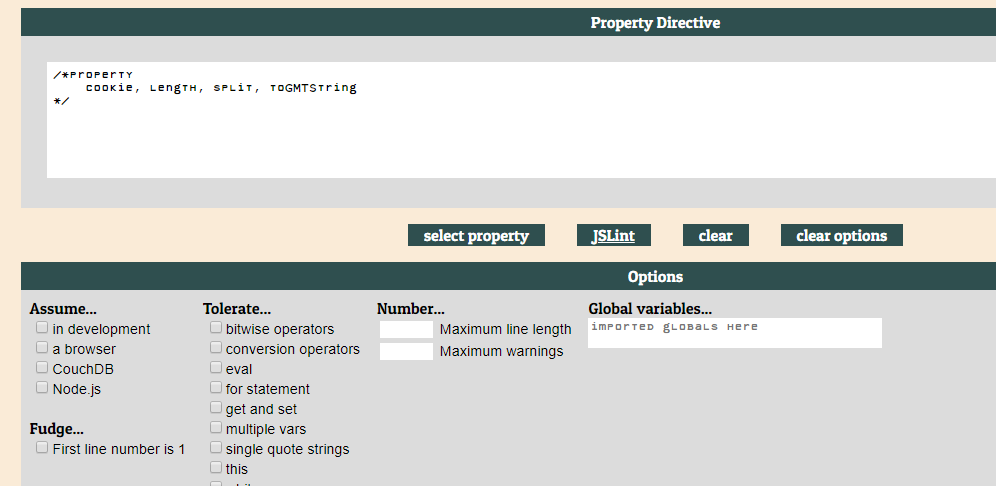 Property Directive
/*property
    cookie, length, split, toGMTString
*/
select property JSLint clear clear options
Options
Assume...
in development
a browser
CouchDB
Node.js
Fudge...
First line number is 1
Tolerate...
bitwise operators
conversion operators
eval
for statement
get and set
multiple vars
single quote strings
this
Number...
Maximum line length
Maximum warnings
Global variables...
imported globals here